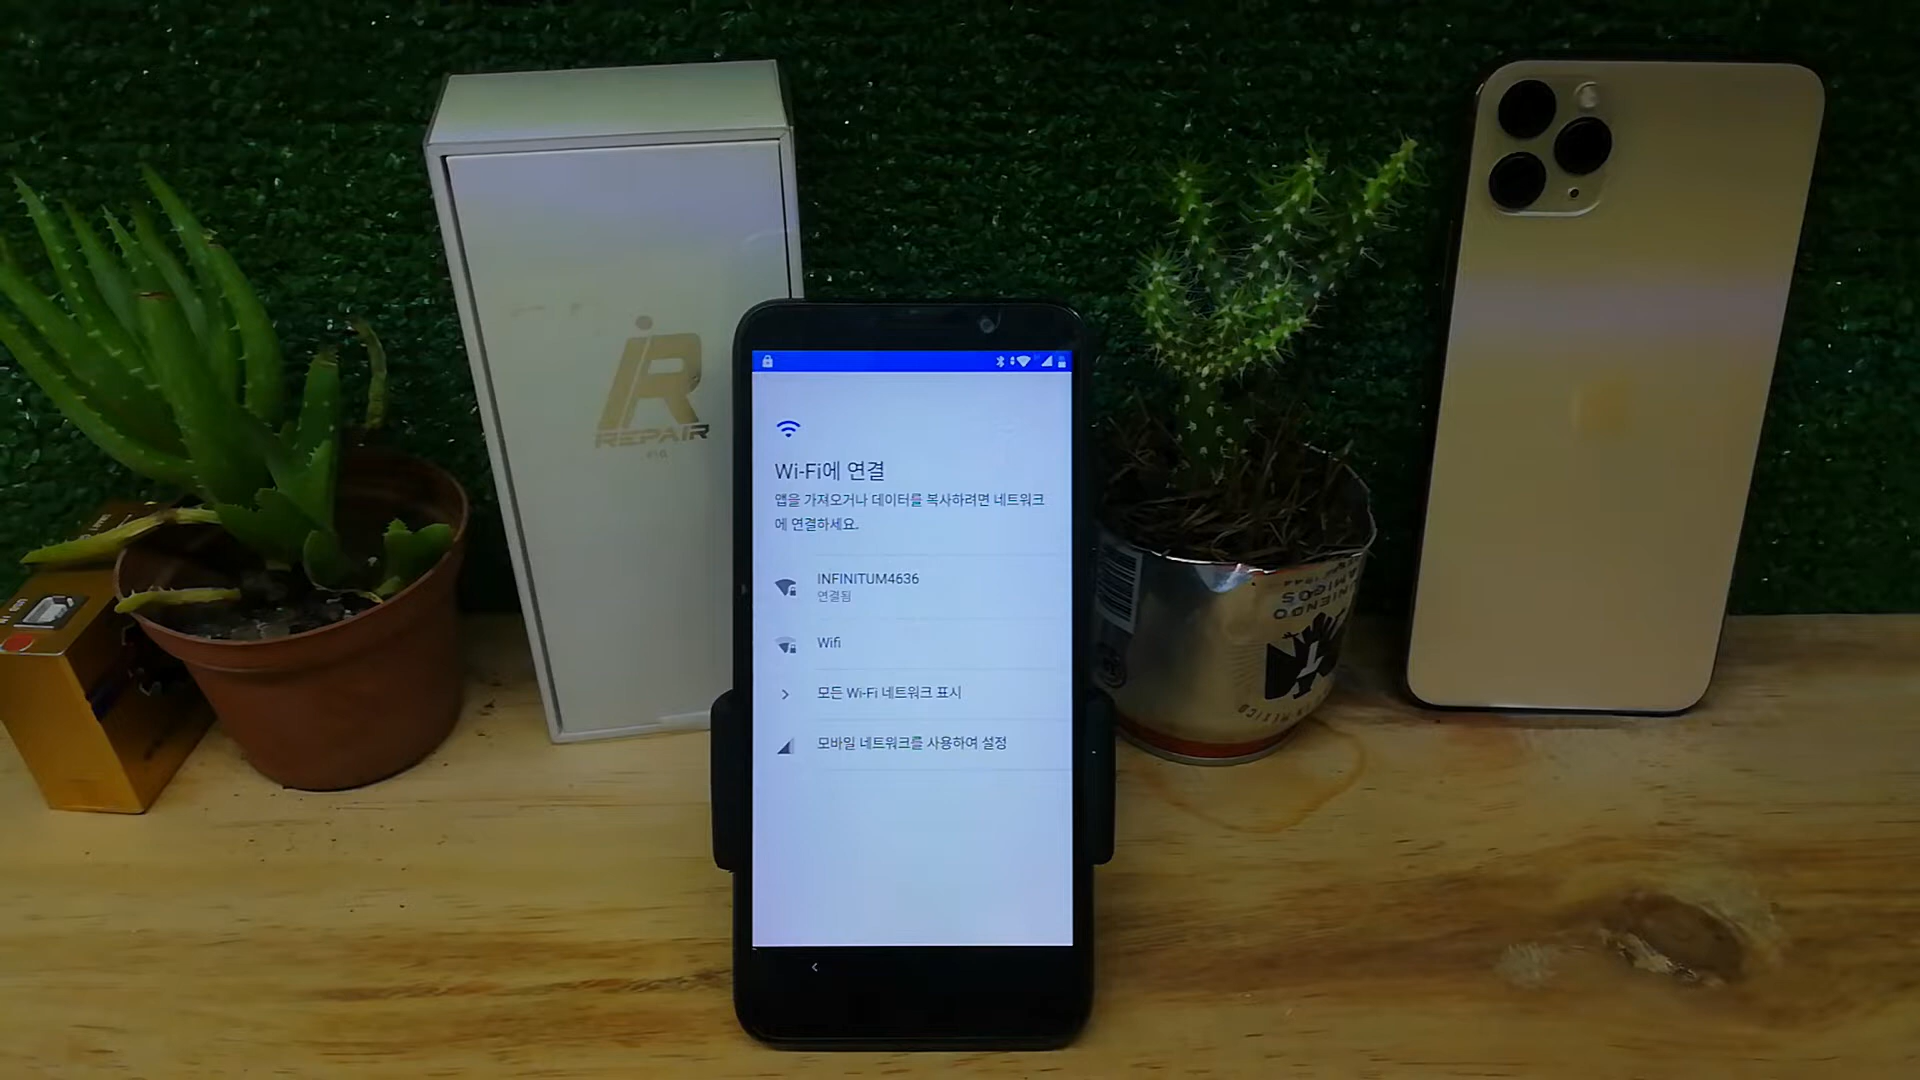 iR
REPAIR
Wi-Fi에 연결
앱을 가져오거나 데이터를 복사하려면 네트워크
에 연결하세요.
INFINITUM4636
연결됨
Wifi
모든 Wi-Fi 네트워크 표시
모바일 네트워크를 사용하여 설정
UNIENDO
AMIGOS